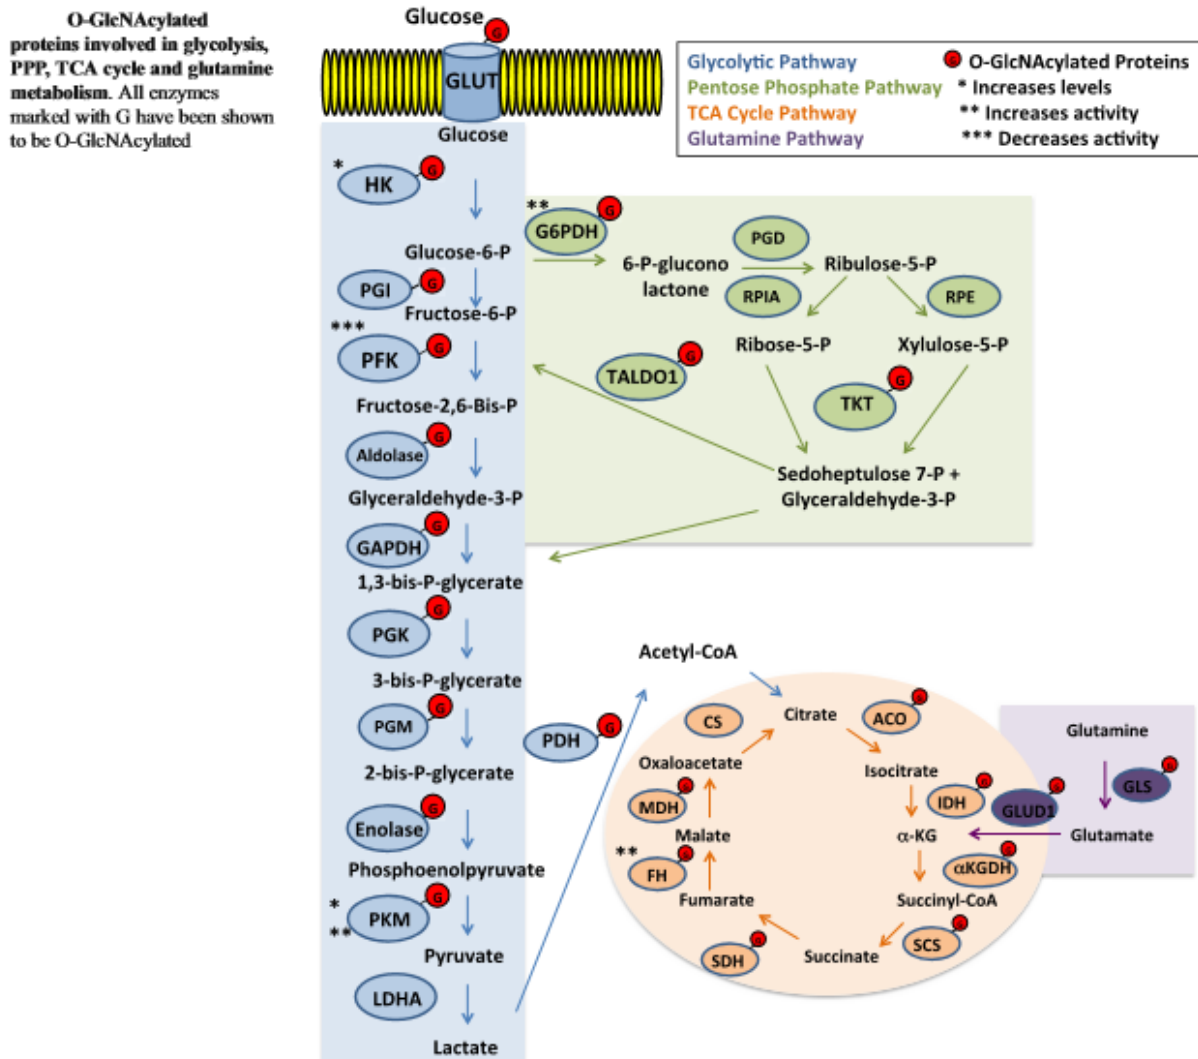 O-GlcNAcylated
proteins involved in glycolysis,
PPP, TCA cycle and glutamine
metabolism. All enzymes
marked with G have been shown
to be O-GlcNAcylated
Glucose
G
GLUT
Glycolytic Pathway
Pentose Phosphate Pathway
TCA Cycle Pathway
Glutamine Pathway
G O-GlcNAcylated Proteins
* Increases levels
** Increases activity
*** Decreases activity
Glucose
*
HK
G
Glucose-6-P
PGI
G
Fructose-6-P
***
PFK
G
Fructose-2,6-Bis-P
Aldolase
G
Glyceraldehyde-3-P
GAPDH
G
1,3-bis-P-glycerate
PGK
G
3-bis-P-glycerate
PGM
G
2-bis-P-glycerate
Enolase
G
Phosphoenolpyruvate
*
**
PKM
G
Pyruvate
LDHA
Lactate
**
G6PDH
G
6-P-glucono
lactone
PGD
Ribulose-5-P
RPIA
RPE
Ribose-5-P
Xylulose-5-P
TALDO1
G
TKT
G
Sedoheptulose 7-P +
Glyceraldehyde-3-P
PDH
G
Acetyl-CoA
CS
Citrate
ACO
G
Oxaloacetate
Isocitrate
MDH
G
IDH
G
Malate
α-KG
**
FH
G
αKGDH
G
Fumarate
Succinyl-CoA
SDH
G
Succinate
SCS
G
Glutamine
GLS
G
GLUD1
G
Glutamate